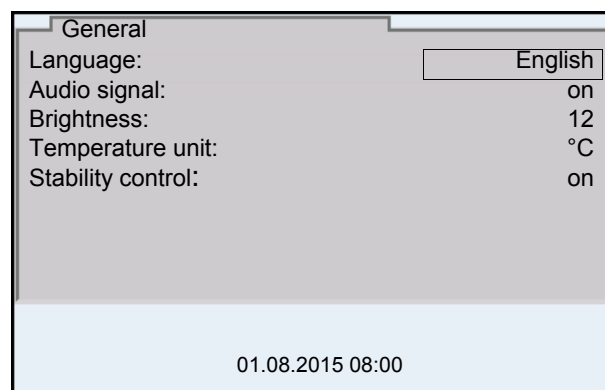 General
Language: English
Audio signal: on
Brightness: 12
Temperature unit: °C
Stability control: on
01.08.2015 08:00